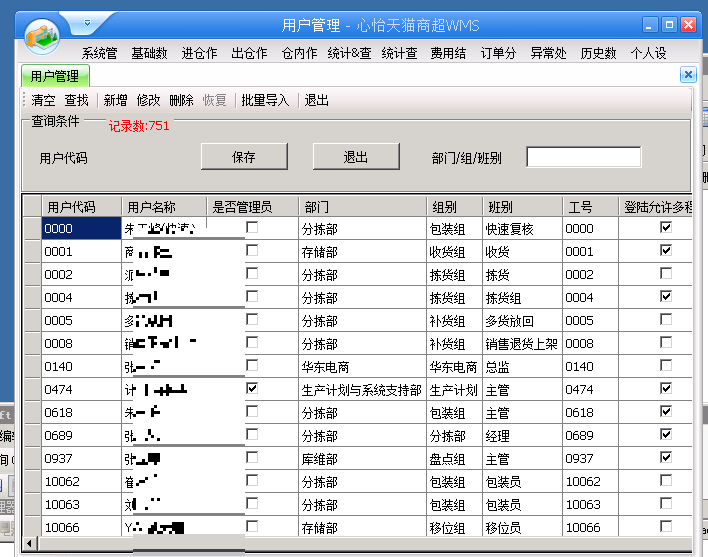 用户管理 - 心怡天猫商超WMS
系统管 基础数 进仓作 出仓作 仓内作 统计&查 统计查 费用结 订单分 异常处 历史数 个人设
用户管理
清空 查找 新增 修改 删除 恢复 批量导入 退出
查询条件 记录数:751
用户代码 保存 退出 部门/组/班别
用户代码 用户名称 是否管理员 部门 组别 班别 工号 登陆允许多程
0000 朱 分拣部 包装组 快速复核 0000
0001 商 存储部 收货组 收货 0001
0002 派 分拣部 拣货组 拣货 0002
0004 拣 分拣部 拣货组 拣货组 0004
0005 多 分拣部 补货组 多货放回 0005
0008 销 分拣部 补货组 销售退货上架 0008
0140 张 华东电商 华东电商 总监 0140
0474 计 生产计划与系统支持部 生产计划 主管 0474
0618 朱 分拣部 包装组 主管 0618
0689 张 分拣部 分拣部 经理 0689
0937 张 库维部 盘点组 主管 0937
10062 崔 分拣部 包装组 包装员 10062
10063 刘 分拣部 包装组 包装员 10063
10066 Y 存储部 移位组 移位员 10066